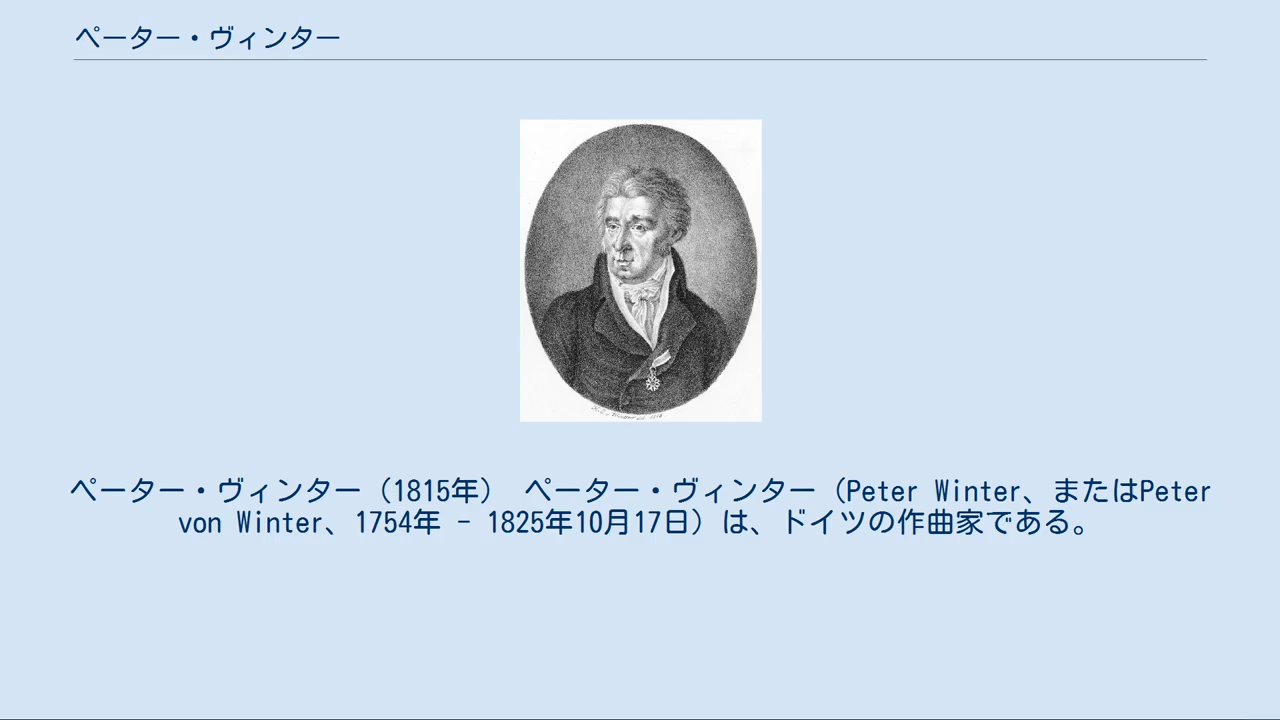 ペーター・ヴィンター
ペーター・ヴィンター（1815年） ペーター・ヴィンター（Peter Winter、またはPeter
von Winter、1754年 - 1825年10月17日）は、ドイツの作曲家である。